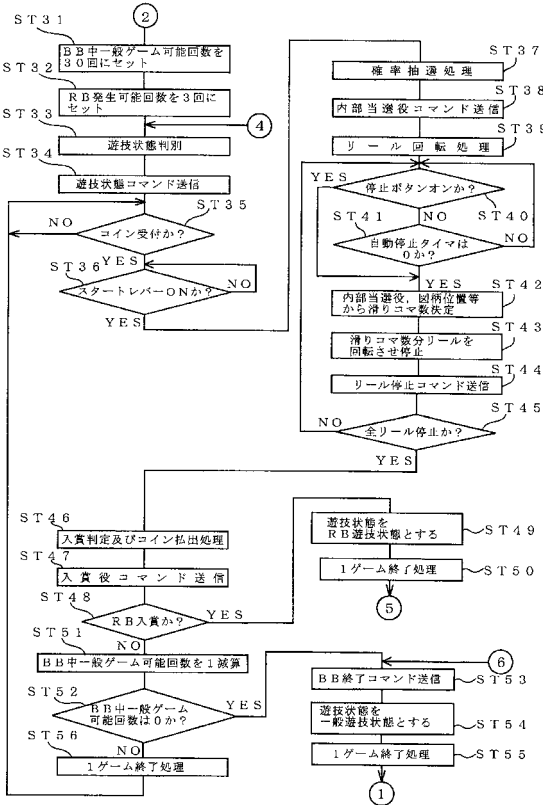 ②
ST31
BB中一般ゲーム可能回数を
30回にセット
ST32
RB発生可能回数を3回に
セット
④
ST33
遊技状態判別
ST34
遊技状態コマンド送信
ST35
コイン受付か?
NO
YES
ST36
スタートレバーONか?
NO
YES
ST37
確率抽選処理
ST38
内部当選役コマンド送信
ST39
リール回転処理
ST40
停止ボタンオンか?
YES
NO
ST41
自動停止タイマは
0か?
NO
YES
ST42
内部当選役,図柄位置等
から滑りコマ数決定
ST43
滑りコマ数分リールを
回転させ停止
ST44
リール停止コマンド送信
ST45
全リール停止か?
NO
YES
ST46
入賞判定及びコイン払出処理
ST47
入賞役コマンド送信
ST48
RB入賞か?
YES
NO
ST49
遊技状態を
RB遊技状態とする
ST50
1ゲーム終了処理
⑤
ST51
BB中一般ゲーム可能回数を1減算
ST52
BB中一般ゲーム
可能回数は0か?
YES
NO
⑥
ST53
BB終了コマンド送信
ST54
遊技状態を
一般遊技状態とする
ST55
1ゲーム終了処理
①
ST56
1ゲーム終了処理